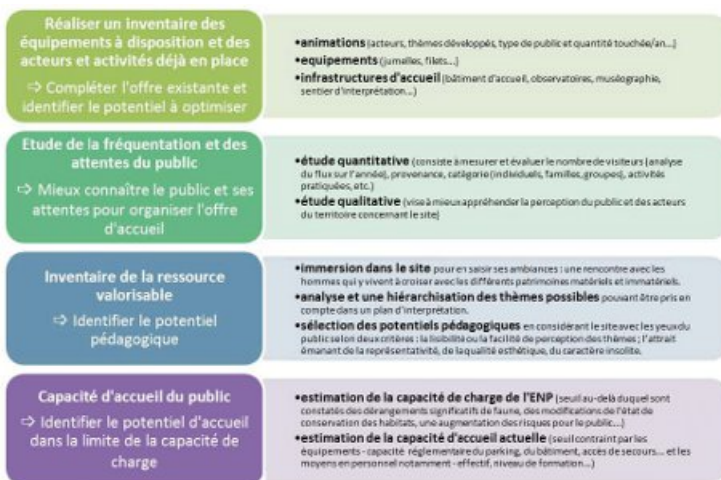 Réaliser un inventaire des
équipements à disposition et des
acteurs et activités déjà en place
⇨ Compléter l'offre existante et
identifier le potentiel à optimiser
•animations (acteurs, thèmes développés, type de public et quantité touchée/an...)
•equipements (jumelles, filets...)
•infrastructures d'accueil (bâtiment d'accueil, observatoires, muséographie,
sentier d'interprétation...)
Etude de la fréquentation et des
attentes du public
⇨ Mieux connaître le public et ses
attentes pour organiser l'offre
d'accueil
•étude quantitative (consiste à mesurer et évaluer le nombre de visiteurs (analyse
du flux sur l'année), provenance, catégorie (individuels, familles, groupes), activités
pratiquées, etc.)
•étude qualitative (vise à mieux appréhender la perception du public et des acteurs
du territoire concernant le site)
Inventaire de la ressource
valorisable
⇨ Identifier le potentiel
pédagogique
•immersion dans le site pour en saisir ses ambiances : une rencontre avec les
hommes qui y vivent à croiser avec les différents patrimoines matériels et immatériels.
•analyse et une hiérarchisation des thèmes possibles pouvant être pris en
compte dans un plan d'interprétation.
•sélection des potentiels pédagogiques en considérant le site avec les yeux du
public selon deux critères : la lisibilité ou la facilité de perception des thèmes ; l'attrait
émanant de la représentativité, de la qualité esthétique, du caractère insolite.
Capacité d'accueil du public
⇨ Identifier le potentiel d'accueil
dans la limite de la capacité de
charge
•estimation de la capacité de charge de l'ENP (seuil au-delà duquel sont
constatés des dérangements significatifs de faune, des modifications de l'état de
conservation des habitats, une augmentation des risques pour le public...)
•estimation de la capacité d'accueil actuelle (seuil contraint par les
équipements - capacité réglementaire du parking, du bâtiment, accès de secours... et les
moyens en personnel notamment - effectif, niveau de formation...)